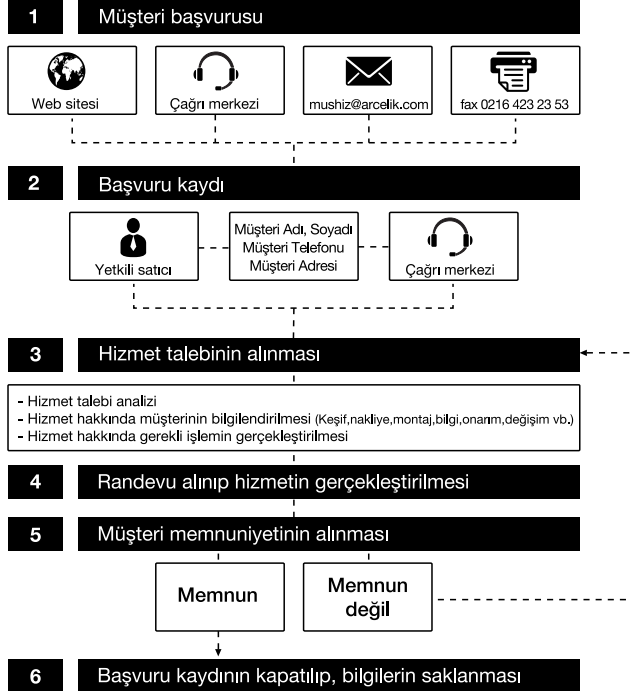 1 Müşteri başvurusu
Web sitesi
Çağrı merkezi
mushiz@arcelik.com
fax 0216 423 23 53
2 Başvuru kaydı
Yetkili satıcı
Müşteri Adı, Soyadı
Müşteri Telefonu
Müşteri Adresi
Çağrı merkezi
3 Hizmet talebinin alınması
- Hizmet talebi analizi
- Hizmet hakkında müşterinin bilgilendirilmesi (Keşif,nakliye,montaj,bilgi,onarım,değişim vb.)
- Hizmet hakkında gerekli işlemin gerçekleştirilmesi
4 Randevu alınıp hizmetin gerçekleştirilmesi
5 Müşteri memnuniyetinin alınması
Memnun
Memnun
değil
6 Başvuru kaydının kapatılıp, bilgilerin saklanması